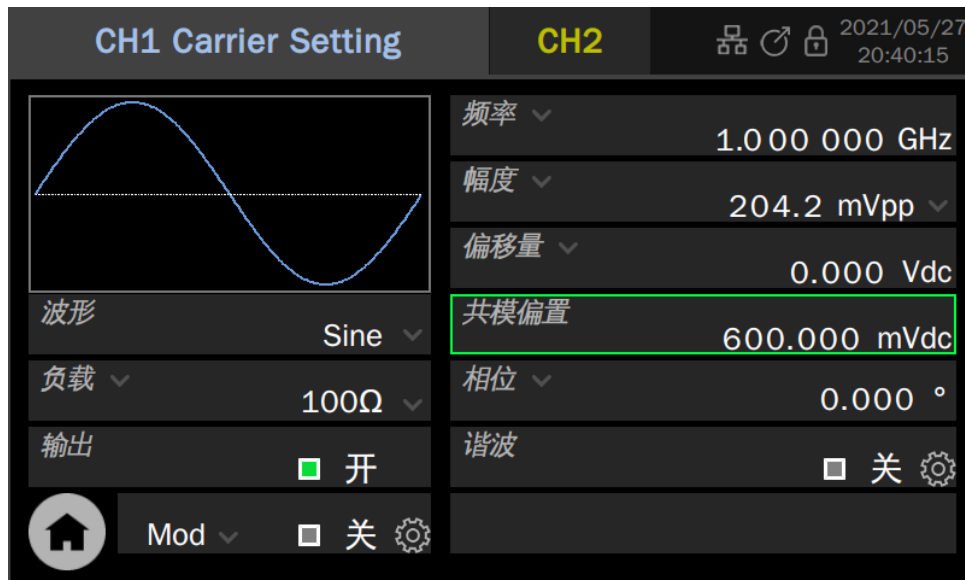 CH1 Carrier Setting
CH2
2021/05/27
20:40:15
频率
1.000 000 GHz
幅度
204.2 mVpp
偏移量
0.000 Vdc
波形
Sine
共模偏置
600.000 mVdc
负载
100Ω
相位
0.000 °
输出
开
谐波
关
Mod
关